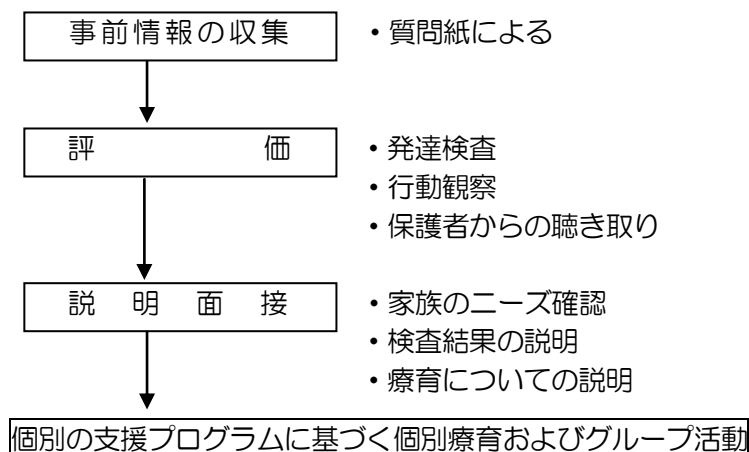 事前情報の収集 ・質問紙による
評価 ・発達検査
・行動観察
・保護者からの聴き取り
説明面接 ・家族のニーズ確認
・検査結果の説明
・療育についての説明
個別の支援プログラムに基づく個別療育およびグループ活動